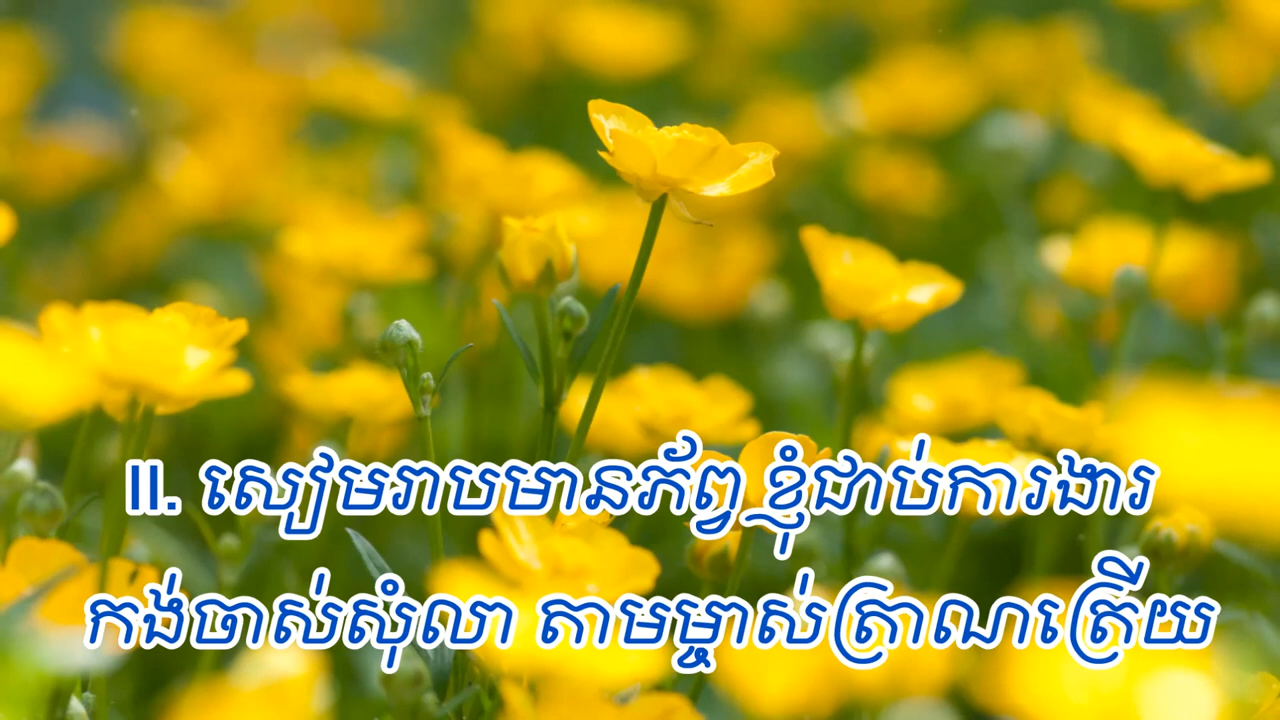 II. សៀមរាបមានភ័ព្វ ខ្ញុំជាប់ការងារ
កង់ចាស់សុំលា តាមម្ចាស់ត្រាណត្រើយ